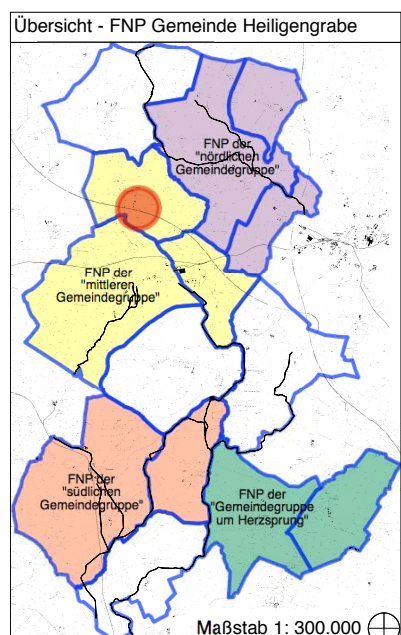 Übersicht - FNP Gemeinde Heiligengrabe
FNP der
"nördlichen
Gemeindegruppe"
FNP der
"mittleren
Gemeindegruppe"
FNP der
"südlichen
Gemeindegruppe"
FNP der
"Gemeindegruppe
um Herzsprung"
Maßstab 1: 300.000